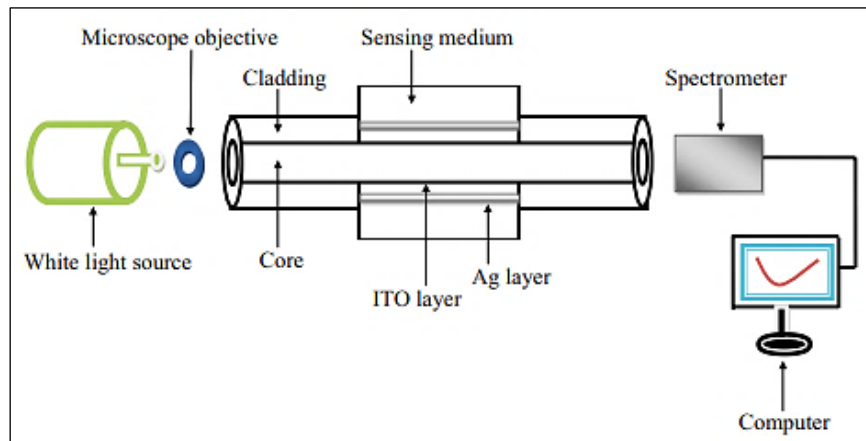 Microscope objective
Sensing medium
Cladding
Spectrometer
White light source
Core
ITO layer
Ag layer
Computer